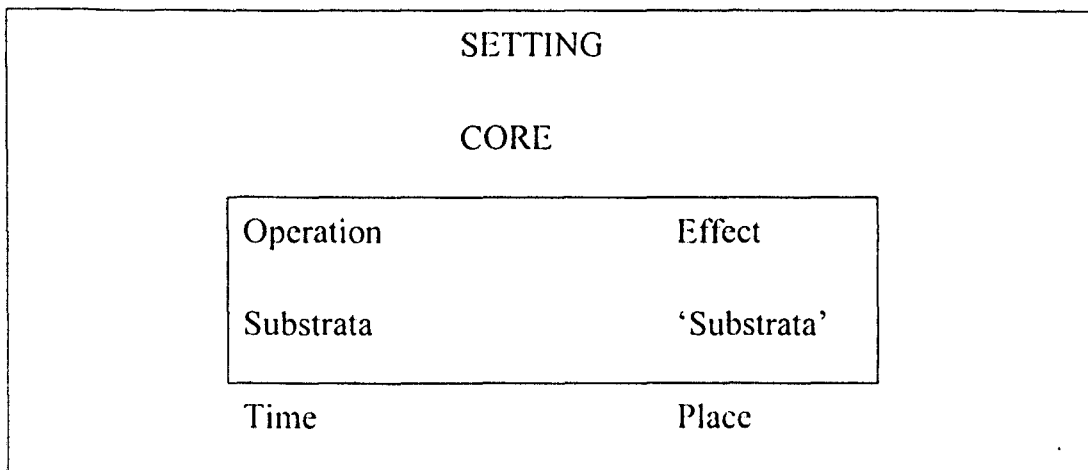 SETTING
CORE
Operation Effect
Substrata ‘Substrata’
Time Place